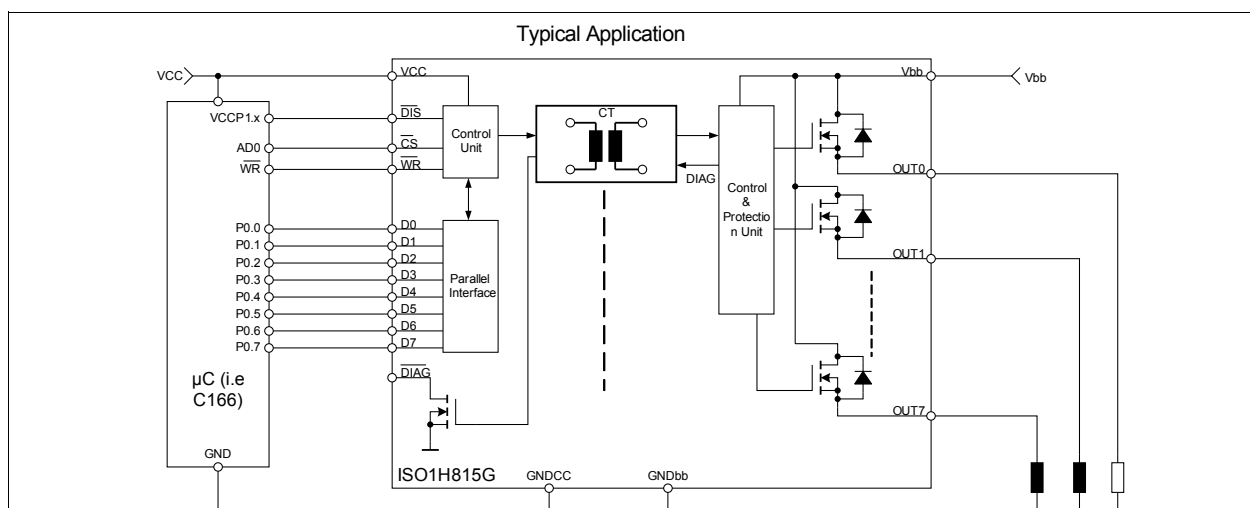 Typical Application
VCC
VCC
Vbb
Vbb
VCCP1.x
DIS
CT
Control
Unit
AD0
CS
WR
WR
DIAG
OUT0
Control
&
Protectio
n Unit
P0.0
D0
P0.1
D1
OUT1
P0.2
D2
P0.3
D3
Parallel
Interface
P0.4
D4
P0.5
D5
P0.6
D6
P0.7
D7
DIAG
µC (i.e
C166)
OUT7
GND
ISO1H815G
GNDCC
GNDbb